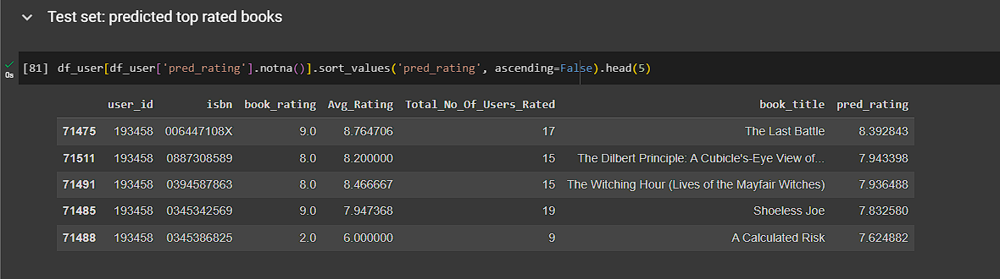 Test set: predicted top rated books
[81] df_user[df_user['pred_rating'].notna()].sort_values('pred_rating', ascending=False).head(5)
0s
user_id isbn book_rating Avg_Rating Total_No_Of_Users_Rated book_title pred_rating
71475 193458 006447108X 9.0 8.764706 17 The Last Battle 8.392843
71511 193458 0887308589 8.0 8.200000 15 The Dilbert Principle: A Cubicle's-Eye View of... 7.943398
71491 193458 0394587863 8.0 8.466667 15 The Witching Hour (Lives of the Mayfair Witches) 7.936488
71485 193458 0345342569 9.0 7.947368 19 Shoeless Joe 7.832580
71488 193458 0345386825 2.0 6.000000 9 A Calculated Risk 7.624882